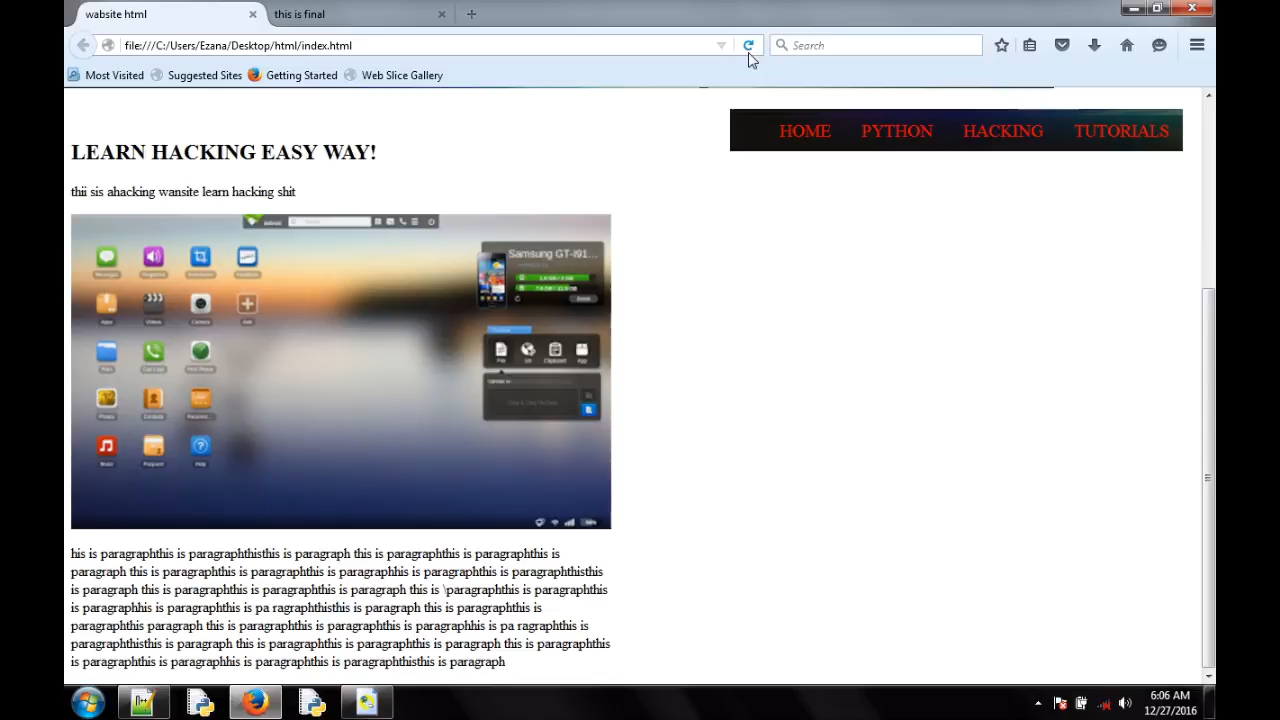 wabsite html
this is final
file:///C:/Users/Ezana/Desktop/html/index.html
Search
Most Visited
Suggested Sites
Getting Started
Web Slice Gallery
HOME
PYTHON
HACKING
TUTORIALS
LEARN HACKING EASY WAY!
thii sis ahacking wansite learn hacking shit
Samsung GT-I91...
his is paragraphthis is paragraphthisthis is paragraph this is paragraphthis is paragraphthis is
paragraph this is paragraphthis is paragraphthis is paragraphhis is paragraphthis is paragraphthisthis
is paragraph this is paragraphthis is paragraphthis is paragraph this is \paragraphthis is paragraphthis
is paragraphhis is paragraphthis is pa ragraphthisthis is paragraph this is paragraphthis is
paragraphthis paragraph this is paragraphthis is paragraphthis is paragraphhis is pa ragraphthis is
paragraphthisthis is paragraph this is paragraphthis is paragraphthis is paragraph this is paragraphthis
is paragraphthis is paragraphhis is paragraphthis is paragraphthisthis is paragraph
6:06 AM
12/27/2016